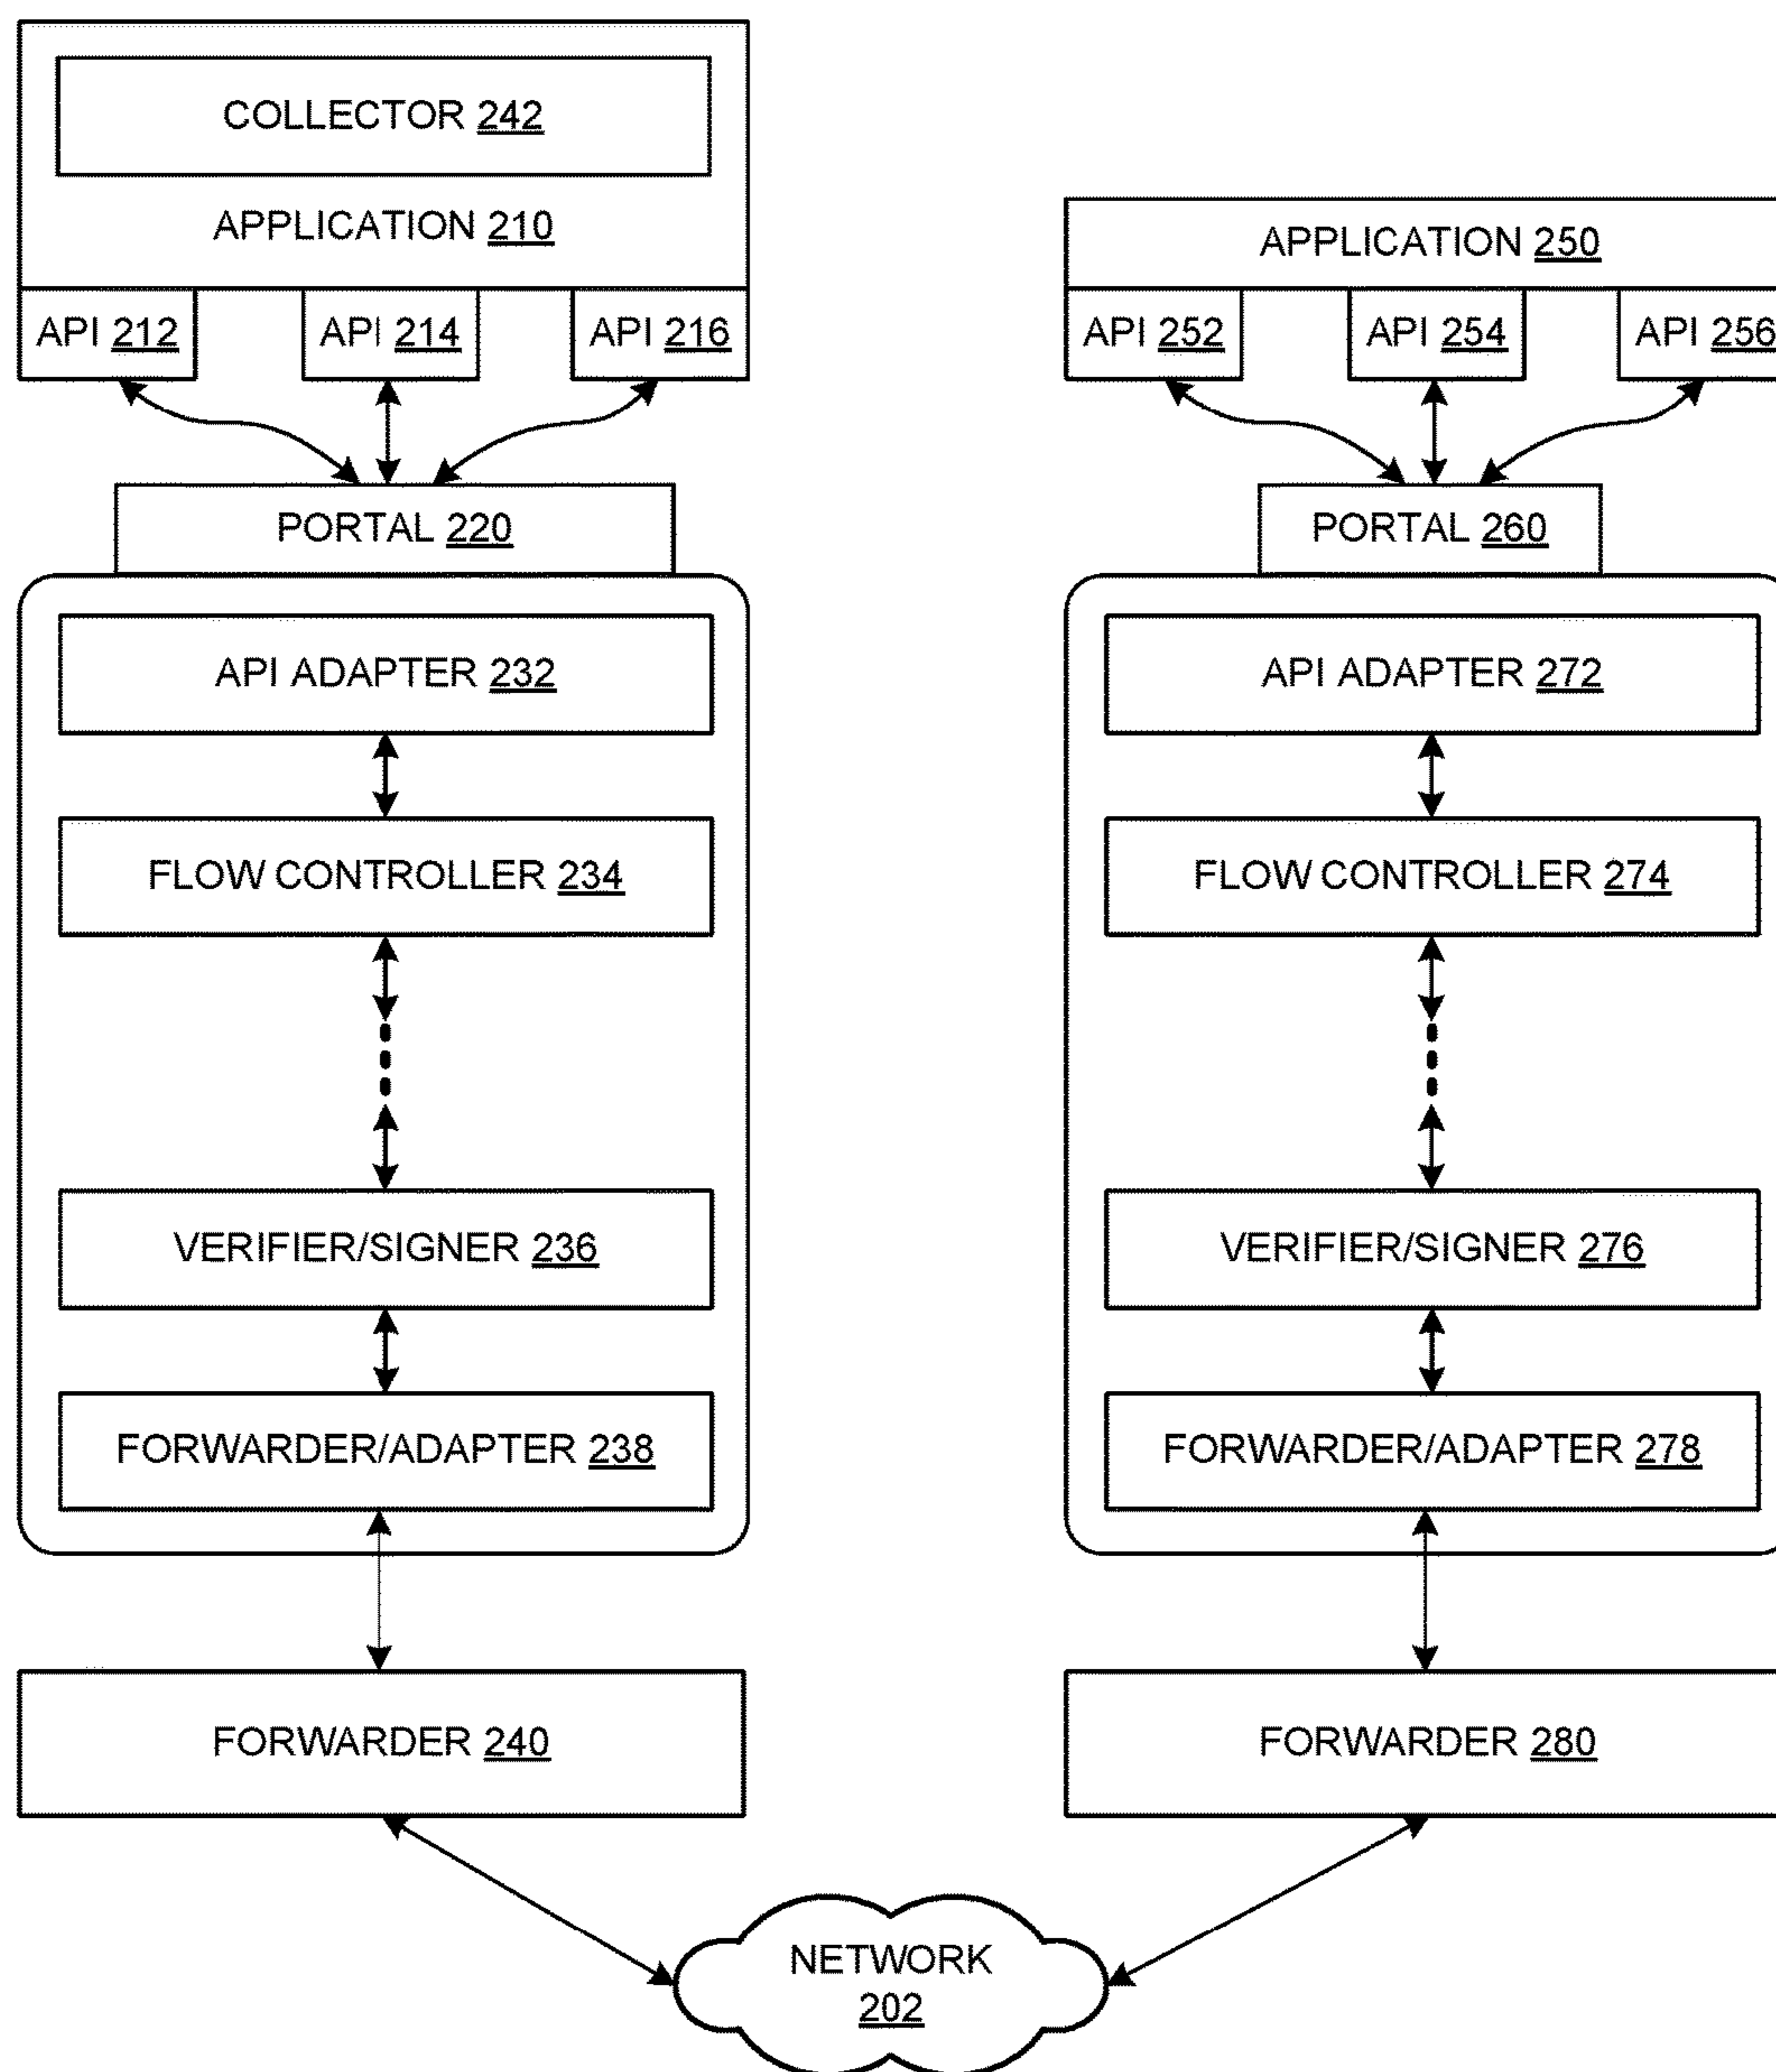 COLLECTOR 242
APPLICATION 210
API 212
API 214
API 216
PORTAL 220
API ADAPTER 232
FLOW CONTROLLER 234
VERIFIER/SIGNER 236
FORWARDER/ADAPTER 238
FORWARDER 240
APPLICATION 250
API 252
API 254
API 256
PORTAL 260
API ADAPTER 272
FLOW CONTROLLER 274
VERIFIER/SIGNER 276
FORWARDER/ADAPTER 278
FORWARDER 280
NETWORK
202